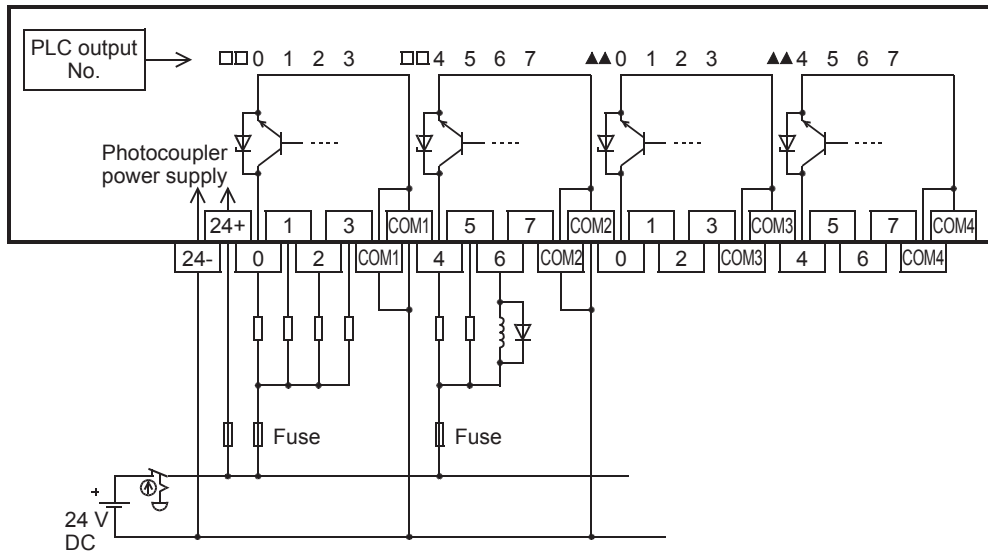 PLC output
No.
□□0 1 2 3 □□4 5 6 7 ▲▲0 1 2 3 ▲▲4 5 6 7
Photocoupler
power supply
24+ 1 3 COM1 5 7 COM2 1 3 COM3 5 7 COM4
24- 0 2 COM1 4 6 COM2 0 2 COM3 4 6 COM4
Fuse Fuse
+
24 V
DC